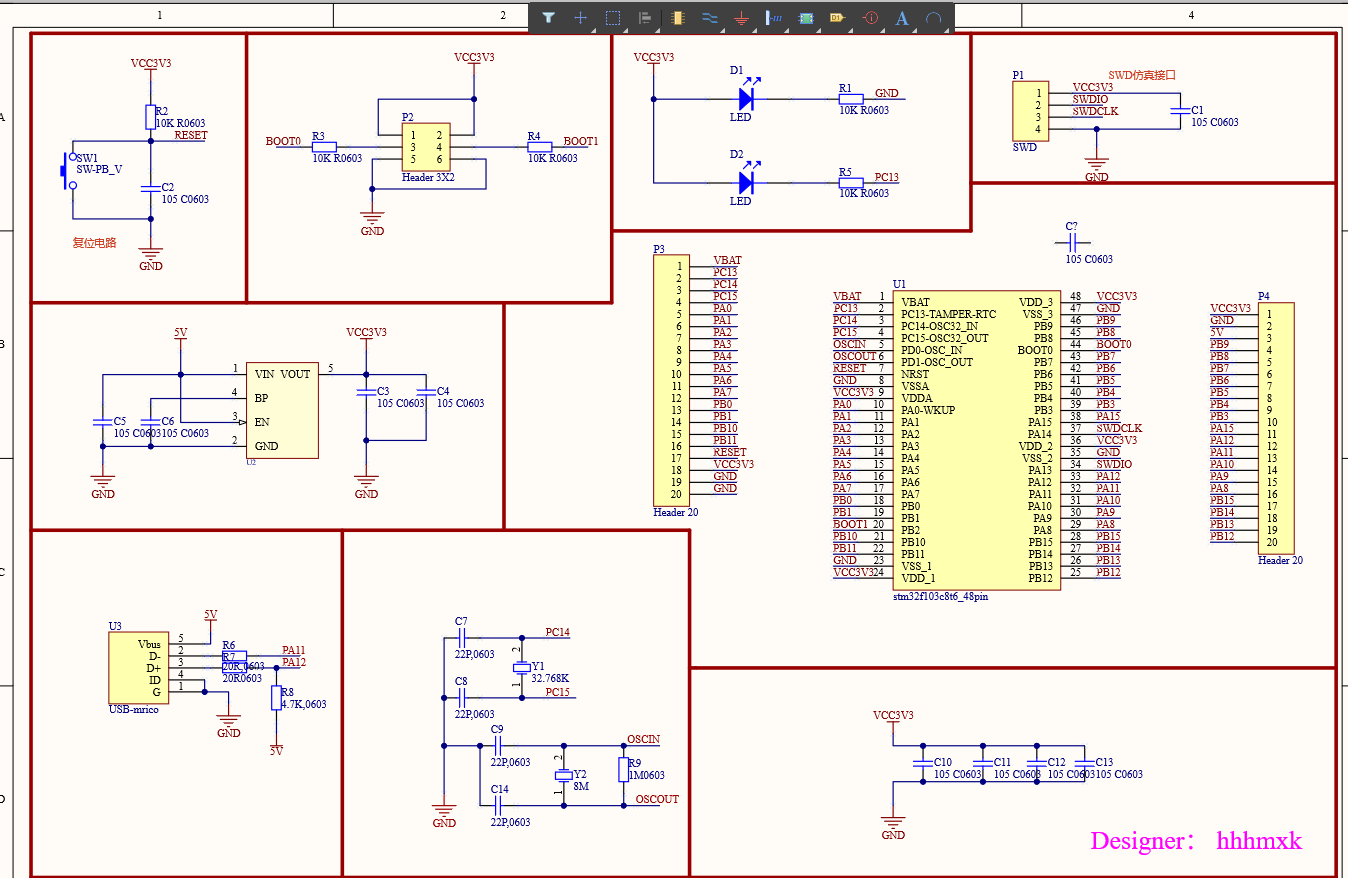 1
2
4
D1
A
A
B
C
D
VCC3V3
R2
10K R0603
RESET
SW1
SW-PB_V
C2
105 C0603
复位电路
GND
VCC3V3
P2
BOOT0
R3
10K R0603
1 2
3 4
5 6
Header 3X2
R4
10K R0603
BOOT1
GND
VCC3V3
D1
LED
R1
10K R0603
GND
D2
LED
R5
10K R0603
PC13
P1
SWD仿真接口
1 VCC3V3
2 SWDIO
3 SWDCLK
4
SWD
C1
105 C0603
GND
C?
105 C0603
5V
VCC3V3
1 VIN VOUT 5
4 BP
3 EN
2 GND
U2
C5
105 C0603
C6
105 C0603
C3
105 C0603
C4
105 C0603
GND
GND
P3
1 VBAT
2 PC13
3 PC14
4 PC15
5 PA0
6 PA1
7 PA2
8 PA3
9 PA4
10 PA5
11 PA6
12 PA7
13 PB0
14 PB1
15 PB10
16 PB11
17 RESET
18 VCC3V3
19 GND
20 GND
Header 20
U1
VBAT 1 VBAT VDD_3 48 VCC3V3
PC13 2 PC13-TAMPER-RTC VSS_3 47 GND
PC14 3 PC14-OSC32_IN PB9 46 PB9
PC15 4 PC15-OSC32_OUT PB8 45 PB8
OSCIN 5 PD0-OSC_IN BOOT0 44 BOOT0
OSCOUT 6 PD1-OSC_OUT PB7 43 PB7
RESET 7 NRST PB6 42 PB6
GND 8 VSSA PB5 41 PB5
VCC3V3 9 VDDA PB4 40 PB4
PA0 10 PA0-WKUP PB3 39 PB3
PA1 11 PA1 PA15 38 PA15
PA2 12 PA2 PA14 37 SWDCLK
PA3 13 PA3 VDD_2 36 VCC3V3
PA4 14 PA4 VSS_2 35 GND
PA5 15 PA5 PA13 34 SWDIO
PA6 16 PA6 PA12 33 PA12
PA7 17 PA7 PA11 32 PA11
PB0 18 PB0 PA10 31 PA10
PB1 19 PB1 PA9 30 PA9
BOOT1 20 PB2 PA8 29 PA8
PB10 21 PB10 PB15 28 PB15
PB11 22 PB11 PB14 27 PB14
GND 23 VSS_1 PB13 26 PB13
VCC3V3 24 VDD_1 PB12 25 PB12
stm32f103c8t6_48pin
P4
VCC3V3 1
GND 2
5V 3
PB9 4
PB8 5
PB7 6
PB6 7
PB5 8
PB4 9
PB3 10
PA15 11
PA12 12
PA11 13
PA10 14
PA9 15
PA8 16
PB15 17
PB14 18
PB13 19
PB12 20
Header 20
U3
5V
Vbus 5
D- 2
D+ 3
ID 4
G 1
USB-mrico
R6
20R,0603
R7
20R0603
PA11
PA12
R8
4.7K,0603
GND
5V
C7
22P,0603
PC14
2
Y1
32.768K
1
C8
22P,0603
PC15
C9
22P,0603
OSCIN
2
Y2
8M
1
R9
1M0603
C14
22P,0603
OSCOUT
GND
VCC3V3
C10
105 C0603
C11
105 C0603
C12
105 C0603
C13
105 C0603
GND
Designer： hhhmxk